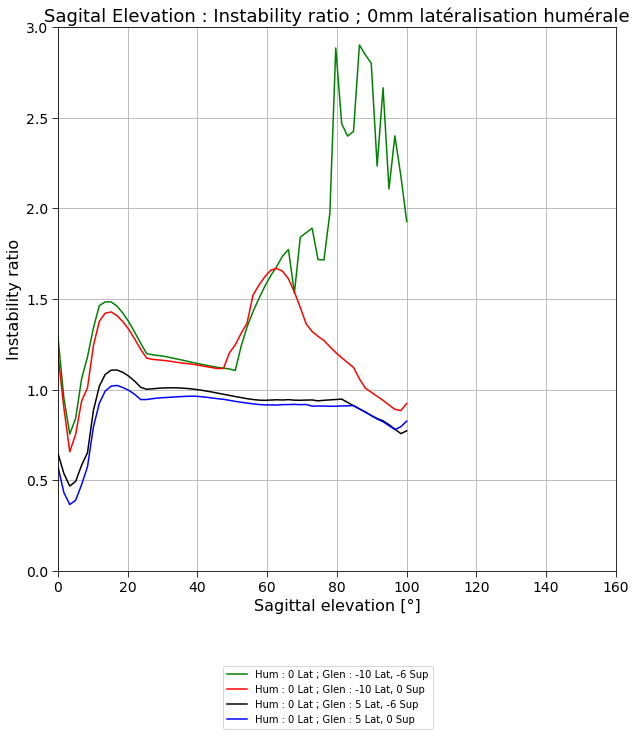 Sagital Elevation : Instability ratio ; 0mm latéralisation humérale
3.0
2.5
2.0
1.5
1.0
0.5
0.0
Instability ratio
0 20 40 60 80 100 120 140 160
Sagittal elevation [°]
Hum : 0 Lat ; Glen : -10 Lat, -6 Sup
Hum : 0 Lat ; Glen : -10 Lat, 0 Sup
Hum : 0 Lat ; Glen : 5 Lat, -6 Sup
Hum : 0 Lat ; Glen : 5 Lat, 0 Sup